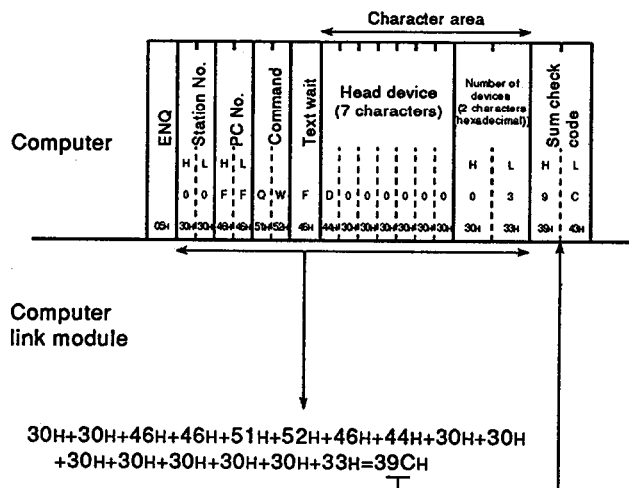 Character area
ENQ
Station No.
PC No.
Command
Text wait
Head device
(7 characters)
Number of
devices
(2 characters
hexadecimal))
Sum check
code
Computer
H L H L H L H L
0 0 F F Q W F D 0 0 0 0 0 0 0 3 9 C
05H 30H 30H 46H 46H 51H 52H 46H 44H 30H 30H 30H 30H 30H 30H 30H 33H 39H 43H
Computer
link module
30H+30H+46H+46H+51H+52H+46H+44H+30H+30H
+30H+30H+30H+30H+30H+33H=39CH